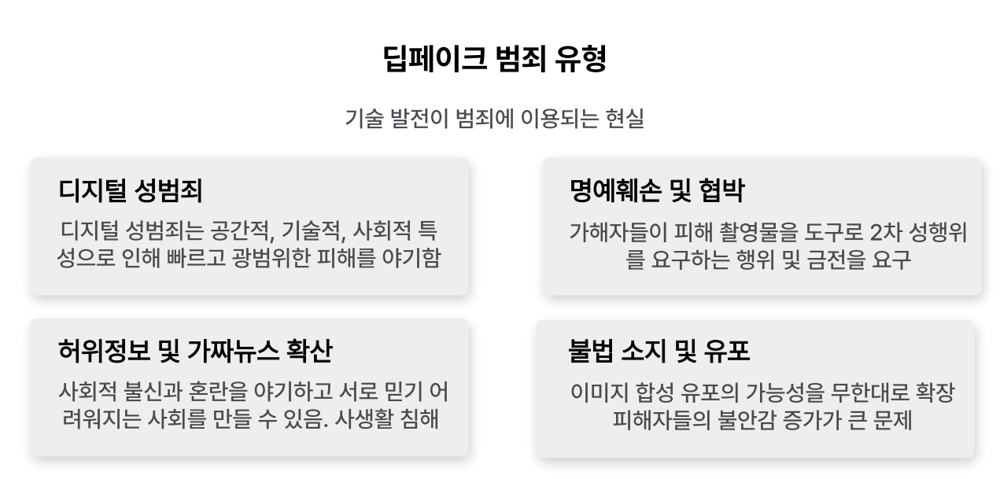 딥페이크 범죄 유형
기술 발전이 범죄에 이용되는 현실
디지털 성범죄
디지털 성범죄는 공간적, 기술적, 사회적 특
성으로 인해 빠르고 광범위한 피해를 야기함
명예훼손 및 협박
가해자들이 피해 촬영물을 도구로 2차 성행위
를 요구하는 행위 및 금전을 요구
허위정보 및 가짜뉴스 확산
사회적 불신과 혼란을 야기하고 서로 믿기 어
려워지는 사회를 만들 수 있음. 사생활 침해
불법 소지 및 유포
이미지 합성 유포의 가능성을 무한대로 확장
피해자들의 불안감 증가가 큰 문제